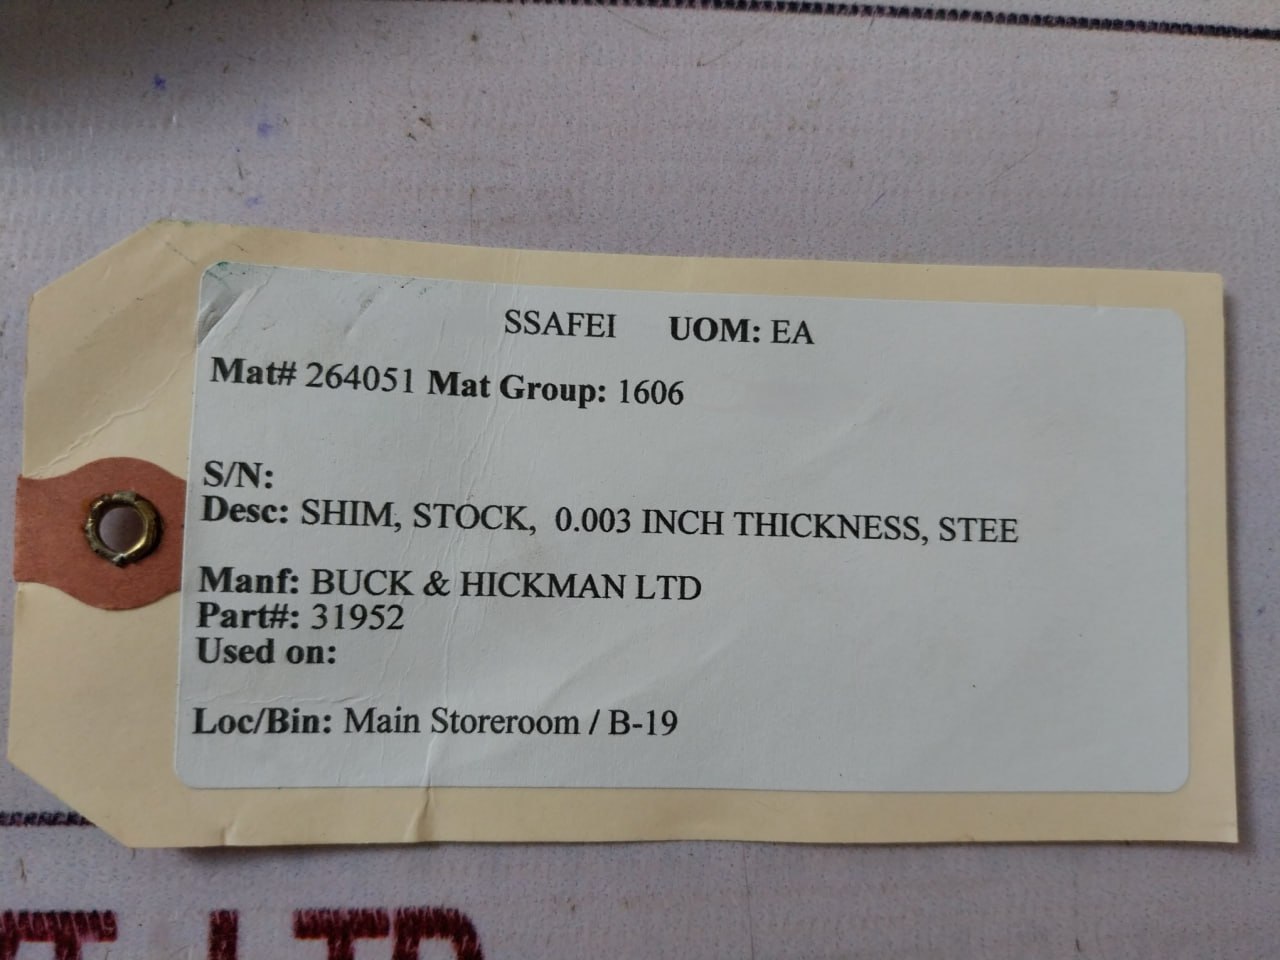 SSAFEI UOM: EA
Mat# 264051 Mat Group: 1606
S/N:
Desc: SHIM, STOCK, 0.003 INCH THICKNESS, STEE
Manf: BUCK & HICKMAN LTD
Part#: 31952
Used on:
Loc/Bin: Main Storeroom / B-19
LTD